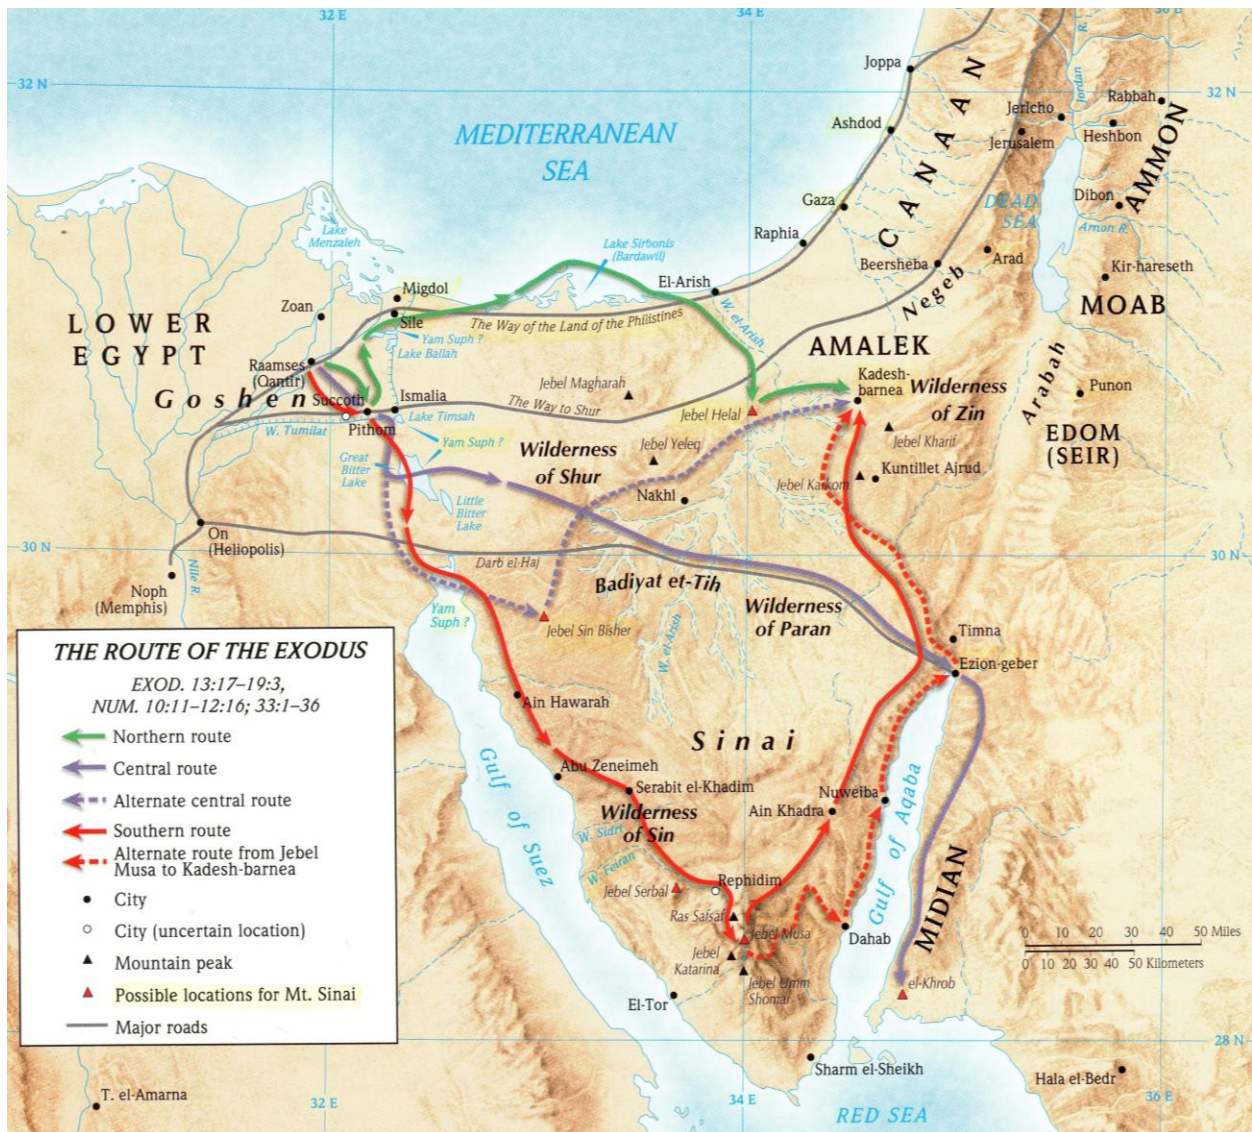 32 E
34 E
36 E
32 N
32 N
MEDITERRANEAN
SEA
Joppa
Ashdod
Gaza
Raphia
El-Arish
CANAAN
Jordan
R.
Jericho
Jerusalem
Rabbah
Heshbon
AMMON
Dibon
DEAD
SEA
Arnon R.
Arad
Beersheba
Kir-hareseth
MOAB
Negeb
Lake
Menzaleh
Lake Sirbonis
(Bardawil)
Zoan
Migdol
Sile
The Way of the Land of the Philistines
W. el-Arish
LOWER
EGYPT
Yam Suph ?
Lake Ballah
Raamses
(Qantir)
Goshen
Succoth
Ismalia
Pithom
Lake Timsah
W. Tumilat
Jebel Magharah
The Way to Shur
AMALEK
Kadesh-
barnea
Wilderness
of Zin
Jebel Helal
Arabah
Punon
EDOM
(SEIR)
Yam Suph ?
Great
Bitter
Lake
Wilderness
of Shur
Jebel Yeleq
Jebel Kharif
Jebel Karkom
Kuntillet Ajrud
Nakhl
Little
Bitter
Lake
On
(Heliopolis)
30 N
30 N
Darb el-Haj
Noph
(Memphis)
Nile R.
Badiyat et-Tih
Wilderness
of Paran
Yam
Suph ?
Jebel Sin Bisher
W. el-Arish
Timna
Ezion-geber
Ain Hawarah
Sinai
Gulf of Suez
Abu Zeneimeh
Serabit el-Khadim
Wilderness
of Sin
W. Sidri
W. Feiran
Nuweiba
Ain Khadra
Gulf of Aqaba
Jebel Serbal
Rephidim
Ras Safsaf
Jebel Musa
Jebel
Katarina
Jebel Umm
Shomar
Dahab
MIDIAN
el-Khrob
El-Tor
Sharm el-Sheikh
28 N
Hala el-Bedr
T. el-Amarna
32 E
34 E
36 E
RED SEA
THE ROUTE OF THE EXODUS
EXOD. 13:17–19:3,
NUM. 10:11–12:16; 33:1–36
Northern route
Central route
Alternate central route
Southern route
Alternate route from Jebel
Musa to Kadesh-barnea
City
City (uncertain location)
Mountain peak
Possible locations for Mt. Sinai
Major roads
0 10 20 30 40 50 Miles
0 10 20 30 40 50 Kilometers